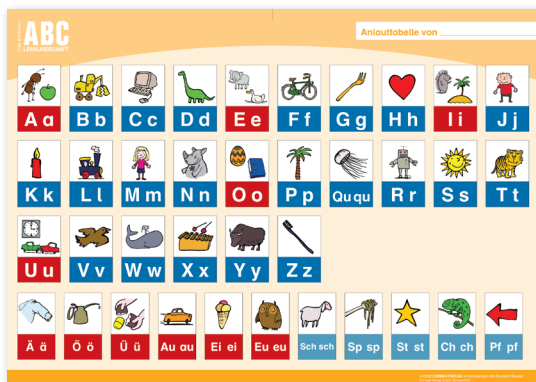 ABC
LERNLANDSCHAFT
Anlauttabelle von
Aa Bb Cc Dd Ee Ff Gg Hh Ii Jj
Kk Ll Mm Nn Oo Pp Ququ Rr Ss Tt
Uu Vv Ww Xx Yy Zz
Ä ä Ö ö Ü ü Au au Ei ei Eu eu Sch sch Sp sp St st Ch ch Pf pf